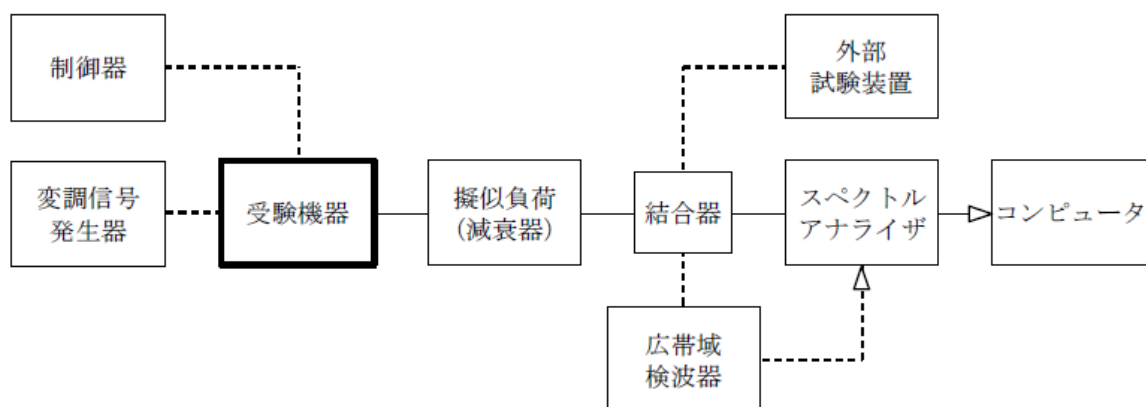 制御器
外部
試験装置
変調信号
発生器
受験機器
擬似負荷
(減衰器)
結合器
スペクトル
アナライザ
コンピュータ
広帯域
検波器